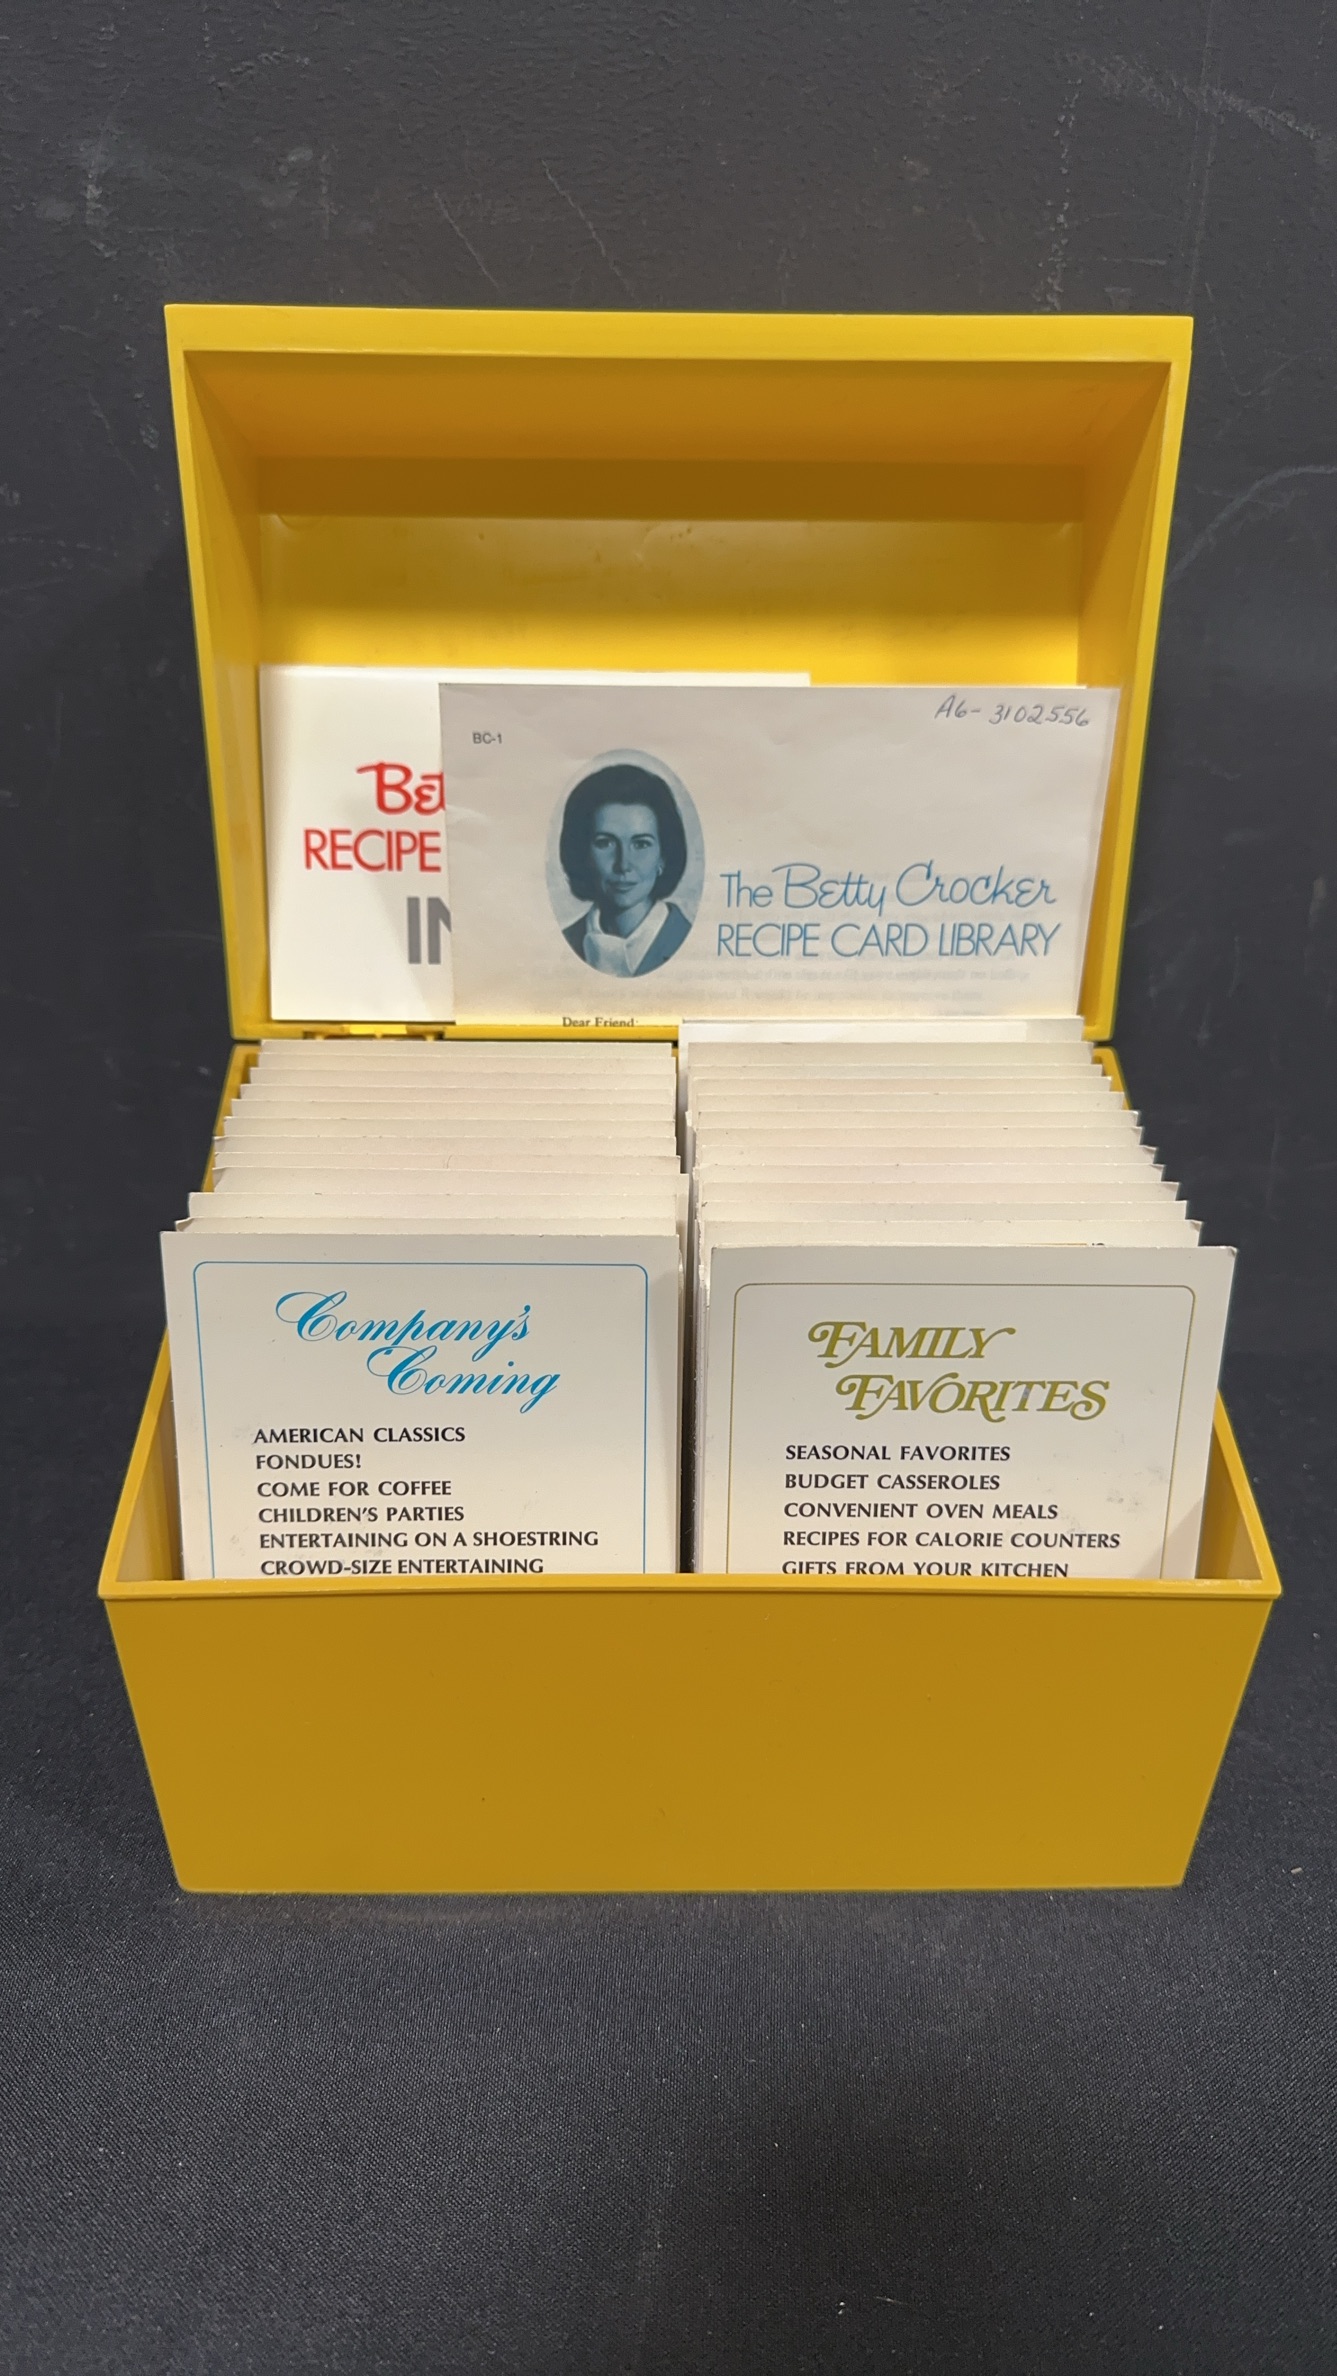 Bet
RECIPE
IN
A6- 3102556
BC-1
The Betty Crocker
RECIPE CARD LIBRARY
Dear Friend:
Company's
Coming
AMERICAN CLASSICS
FONDUES!
COME FOR COFFEE
CHILDREN'S PARTIES
ENTERTAINING ON A SHOESTRING
CROWD-SIZE ENTERTAINING
FAMILY
FAVORITES
SEASONAL FAVORITES
BUDGET CASSEROLES
CONVENIENT OVEN MEALS
RECIPES FOR CALORIE COUNTERS
GIFTS FROM YOUR KITCHEN